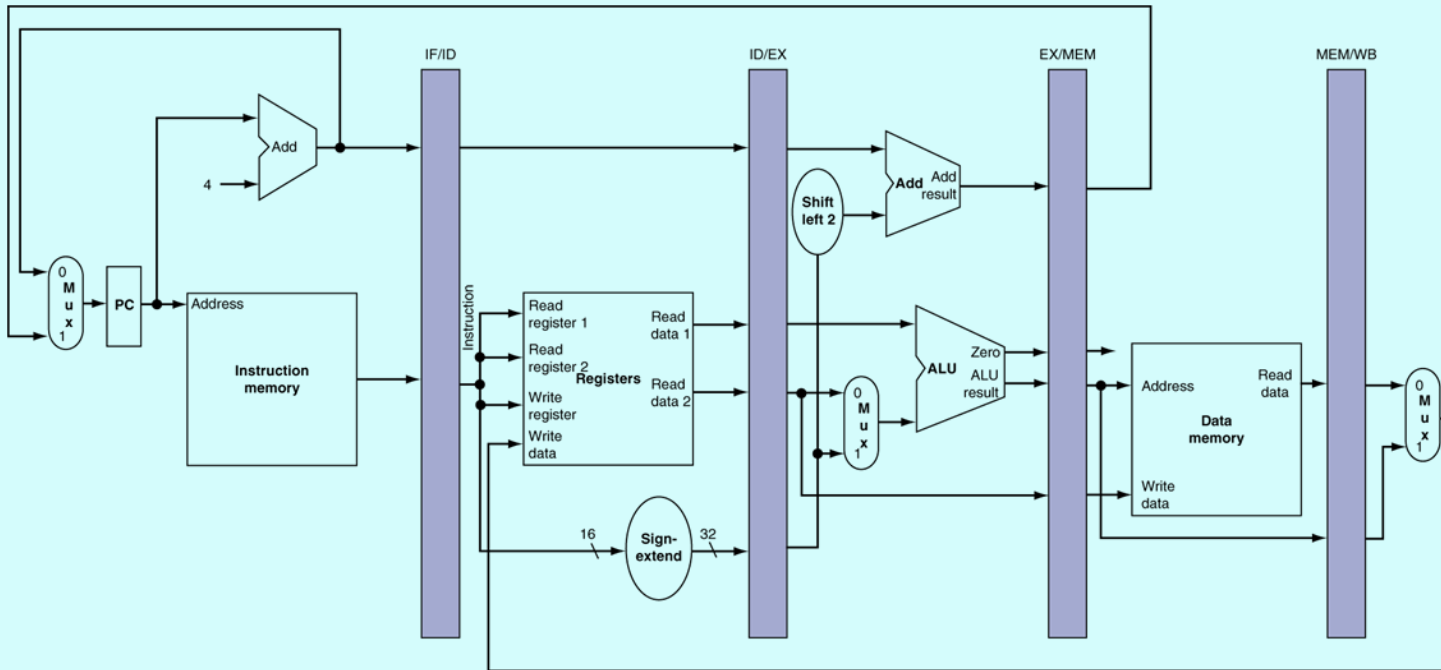 IF/ID
ID/EX
EX/MEM
MEM/WB
Add
4
0
M
u
x
1
PC
Address
Instruction
memory
Instruction
Read
register 1
Read
register 2
Write
register
Write
data
Registers
Read
data 1
Read
data 2
16
Sign-
extend
32
Shift
left 2
Add
Add
result
0
M
u
x
1
ALU
Zero
ALU
result
Address
Write
data
Data
memory
Read
data
0
M
u
x
1